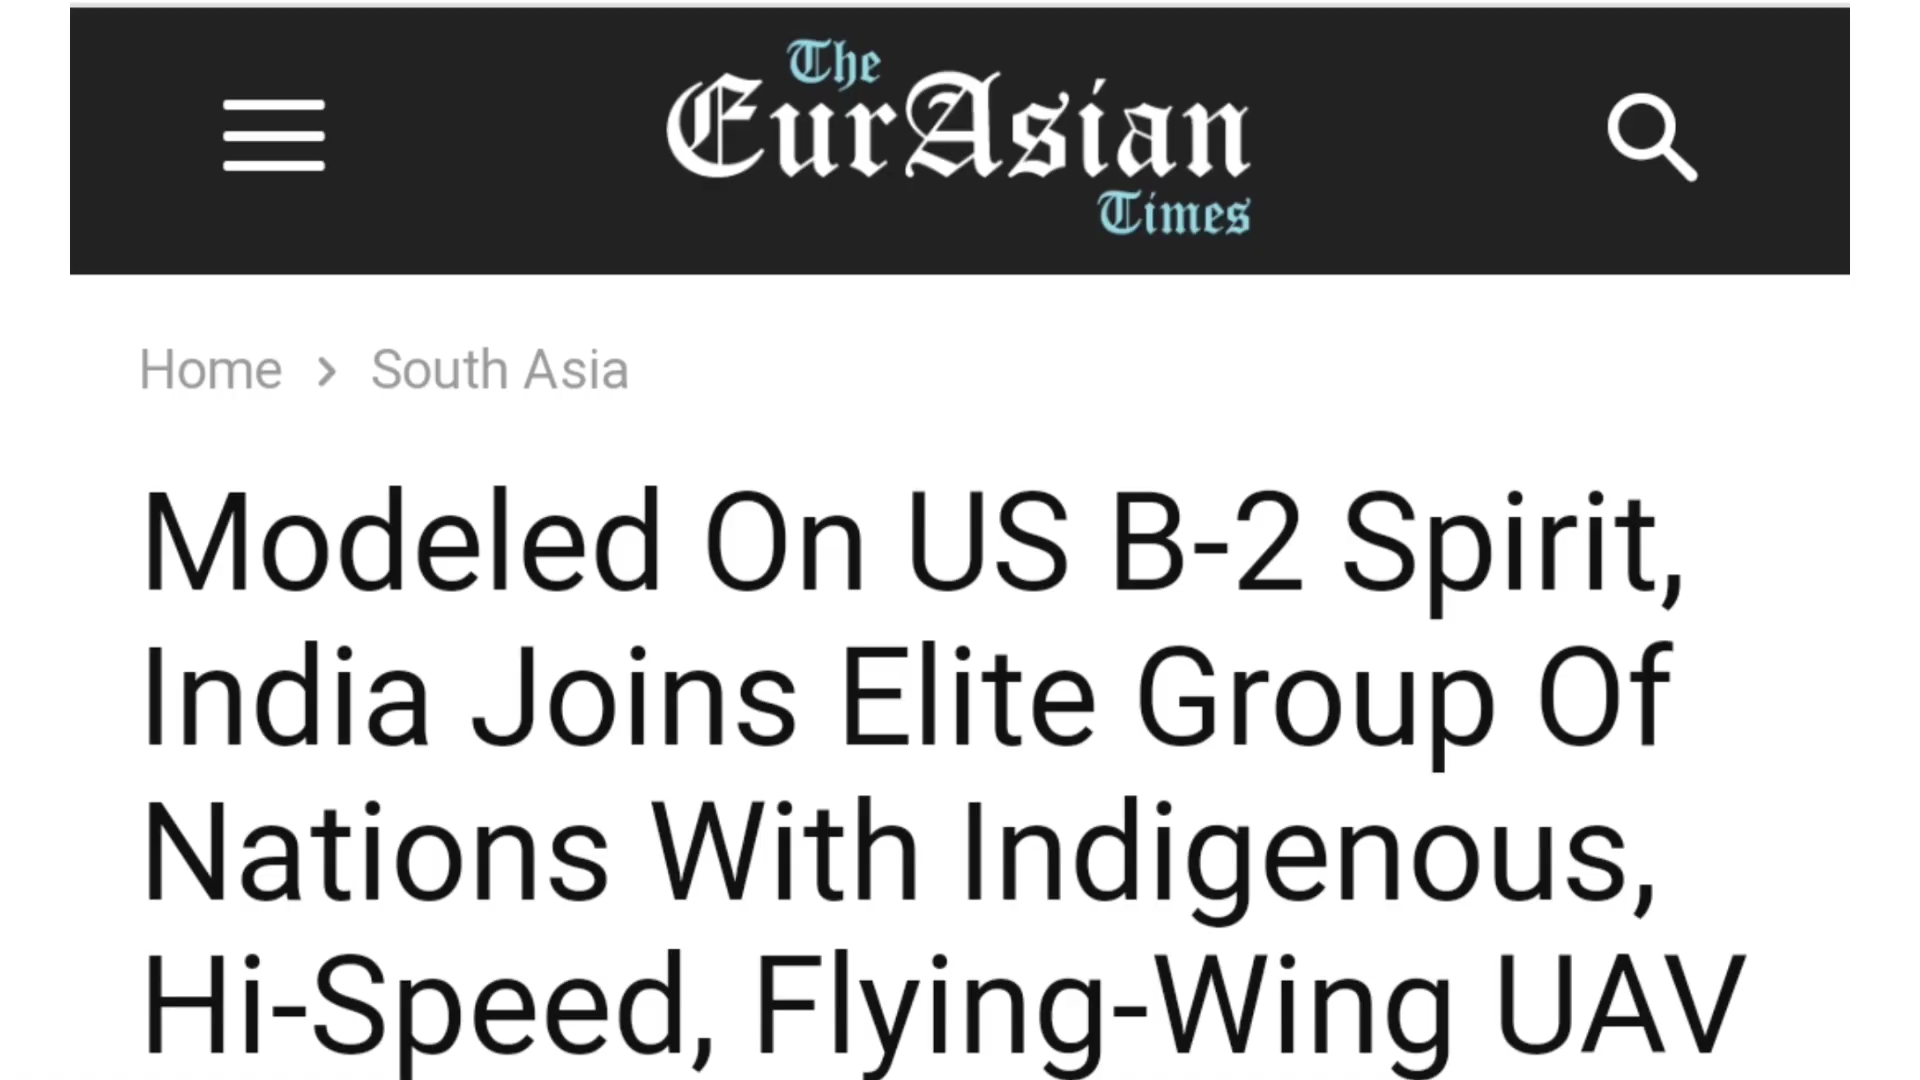 The
EurAsian
Times
Home > South Asia
Modeled On US B-2 Spirit,
India Joins Elite Group Of
Nations With Indigenous,
Hi-Speed, Flying-Wing UAV